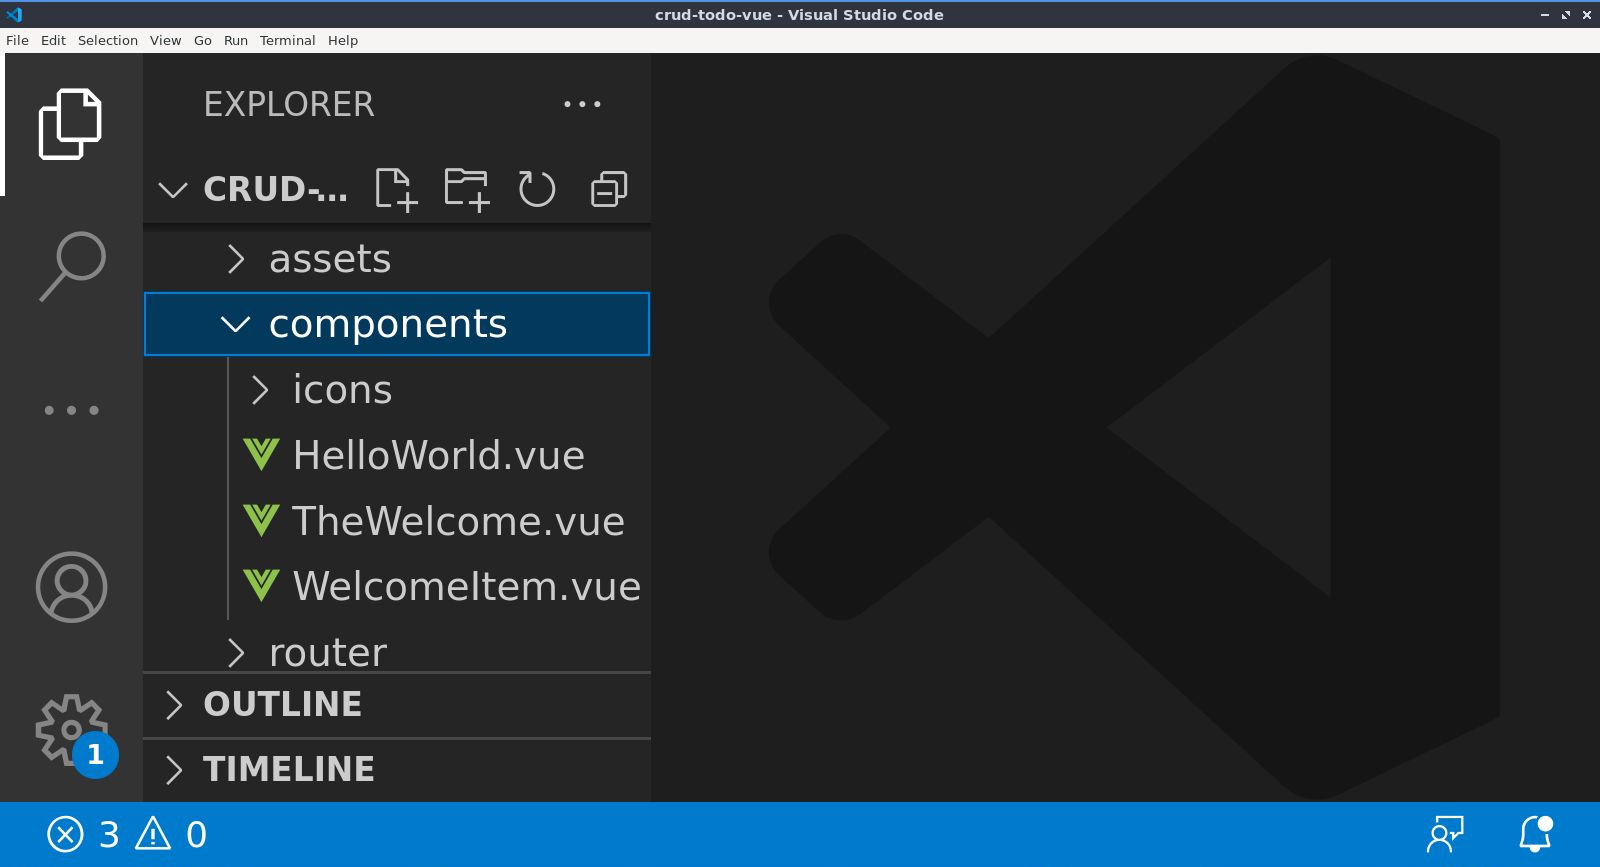 crud-todo-vue - Visual Studio Code
File Edit Selection View Go Run Terminal Help
EXPLORER
CRUD-...
assets
components
icons
HelloWorld.vue
TheWelcome.vue
WelcomeItem.vue
router
OUTLINE
TIMELINE
1
3 0